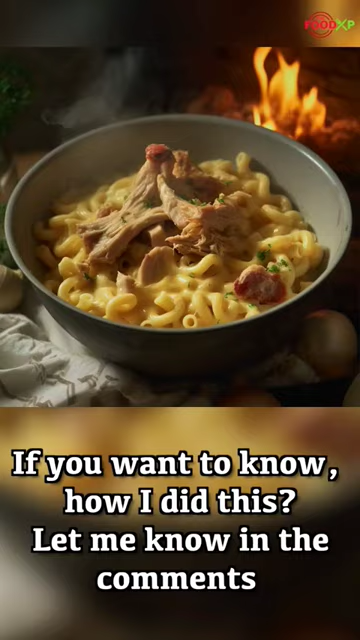 FOODXP
If you want to know,
how I did this?
Let me know in the
comments